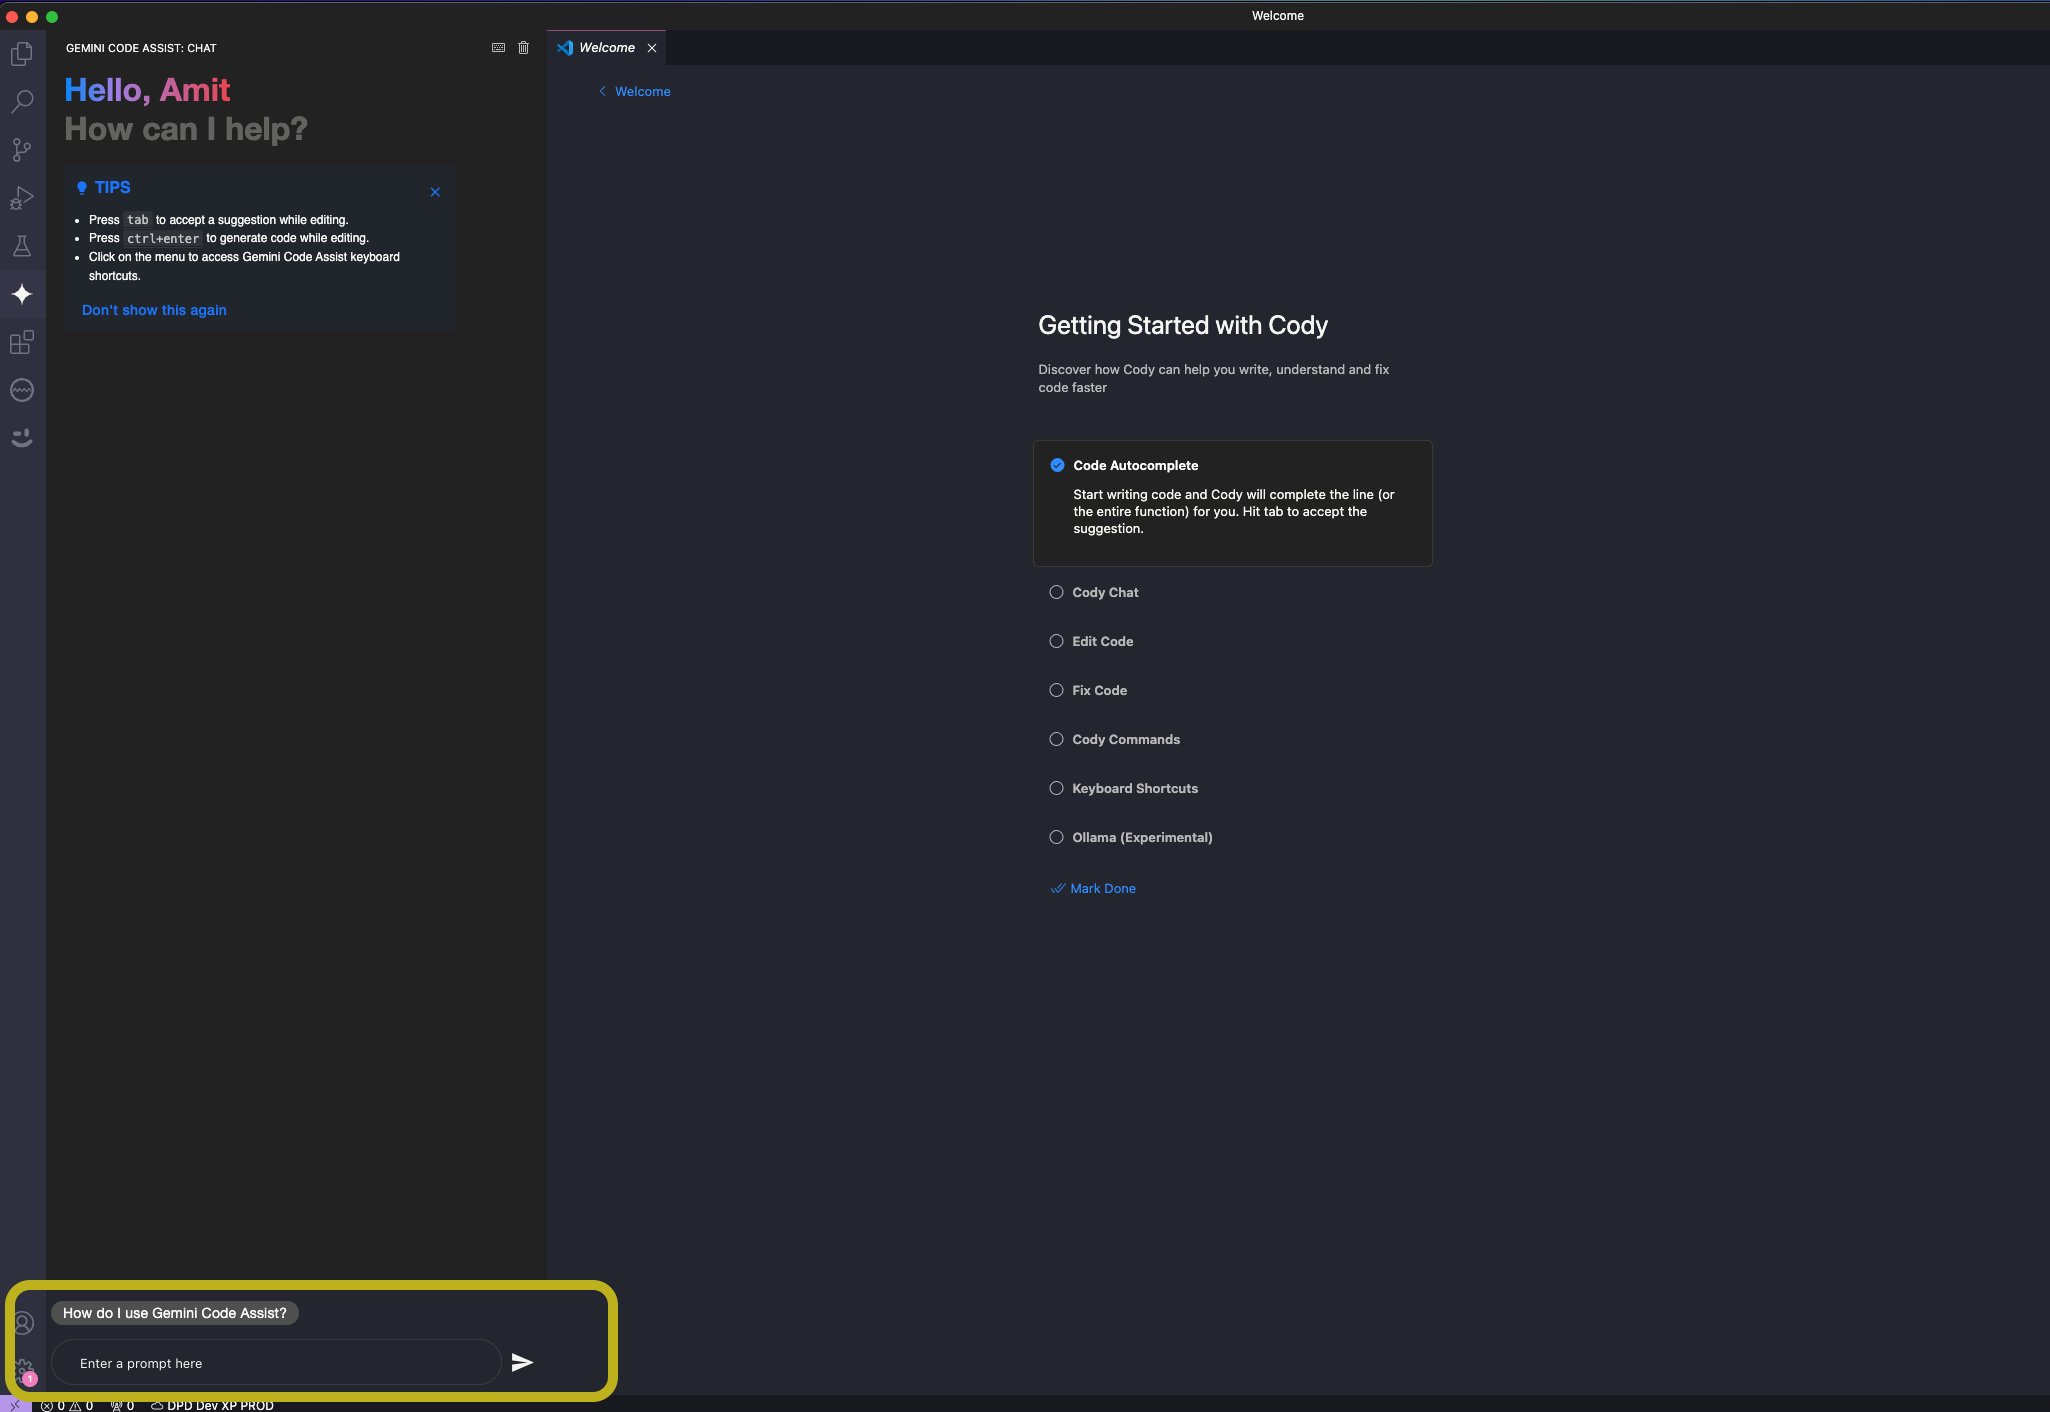 Welcome
GEMINI CODE ASSIST: CHAT
Welcome
Hello, Amit
How can I help?
TIPS
Press tab to accept a suggestion while editing.
Press ctrl+enter to generate code while editing.
Click on the menu to access Gemini Code Assist keyboard
shortcuts.
Don't show this again
Welcome
Getting Started with Cody
Discover how Cody can help you write, understand and fix
code faster
Code Autocomplete
Start writing code and Cody will complete the line (or
the entire function) for you. Hit tab to accept the
suggestion.
Cody Chat
Edit Code
Fix Code
Cody Commands
Keyboard Shortcuts
Ollama (Experimental)
Mark Done
How do I use Gemini Code Assist?
Enter a prompt here
1
0 0 0 DPD Dev XP PROD